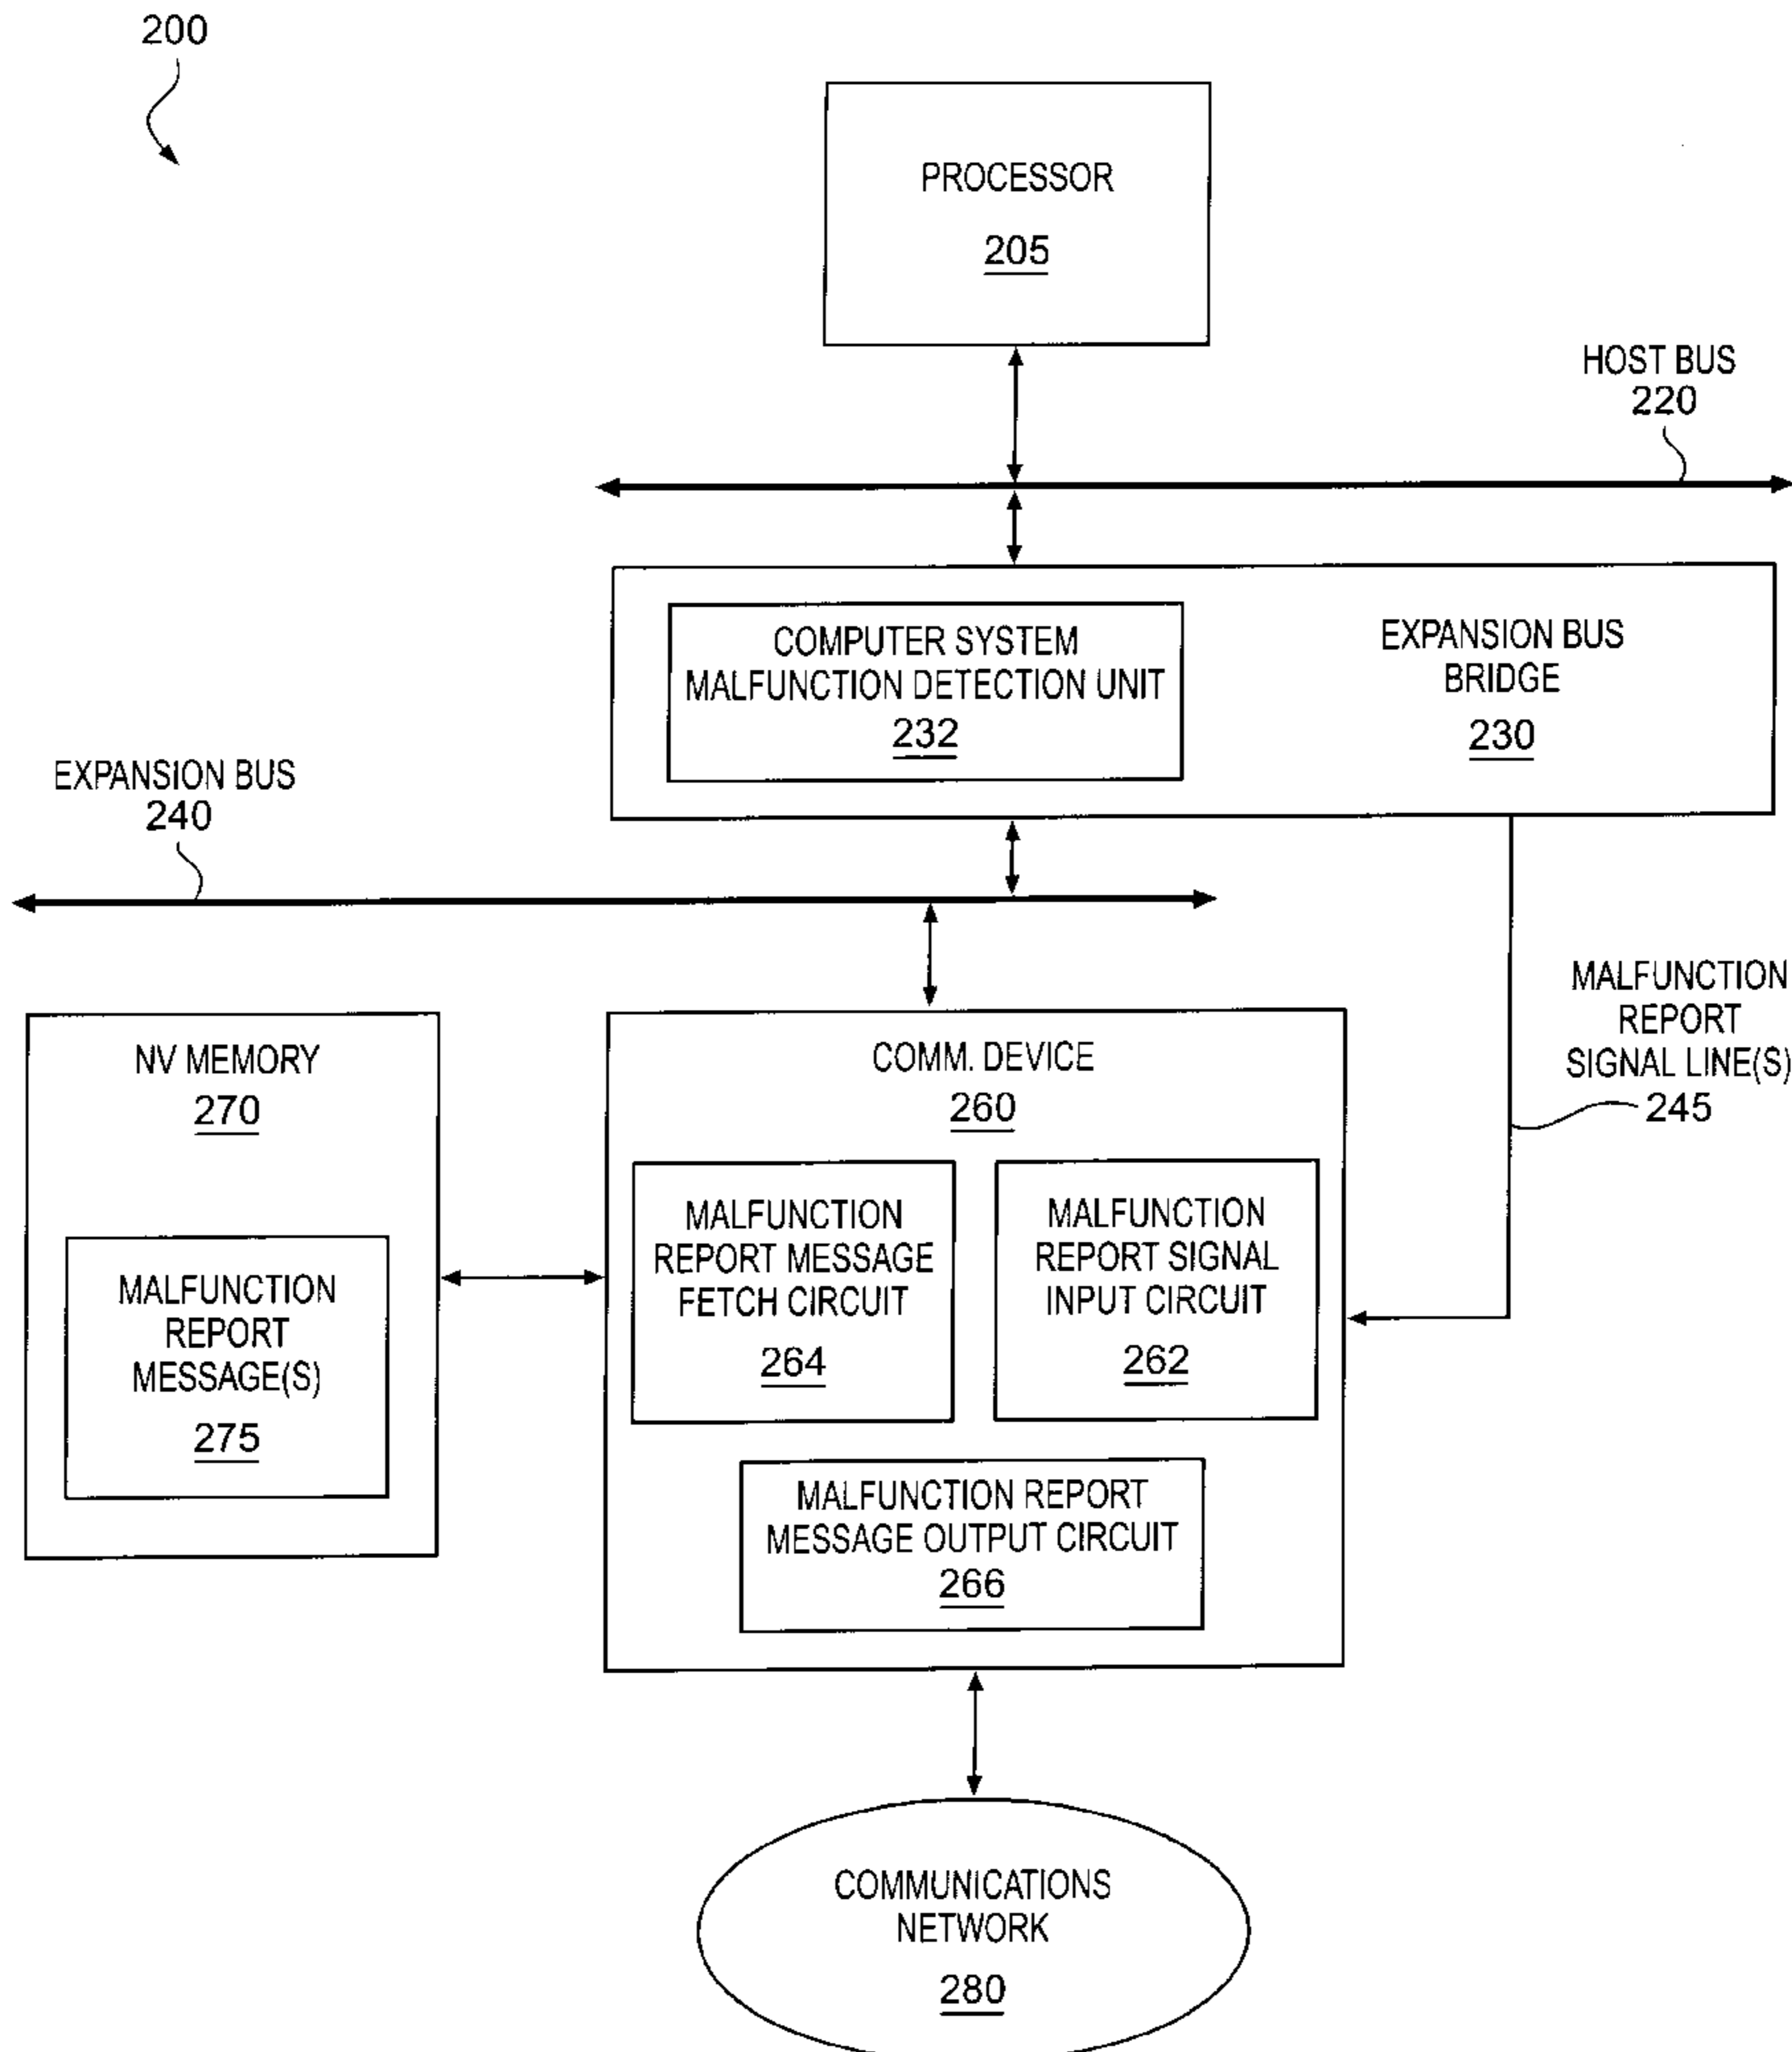 200
PROCESSOR
205
HOST BUS
220
COMPUTER SYSTEM
MALFUNCTION DETECTION UNIT
232
EXPANSION BUS
BRIDGE
230
EXPANSION BUS
240
MALFUNCTION
REPORT
SIGNAL LINE(S)
245
NV MEMORY
270
MALFUNCTION
REPORT
MESSAGE(S)
275
COMM. DEVICE
260
MALFUNCTION
REPORT MESSAGE
FETCH CIRCUIT
264
MALFUNCTION
REPORT SIGNAL
INPUT CIRCUIT
262
MALFUNCTION REPORT
MESSAGE OUTPUT CIRCUIT
266
COMMUNICATIONS
NETWORK
280